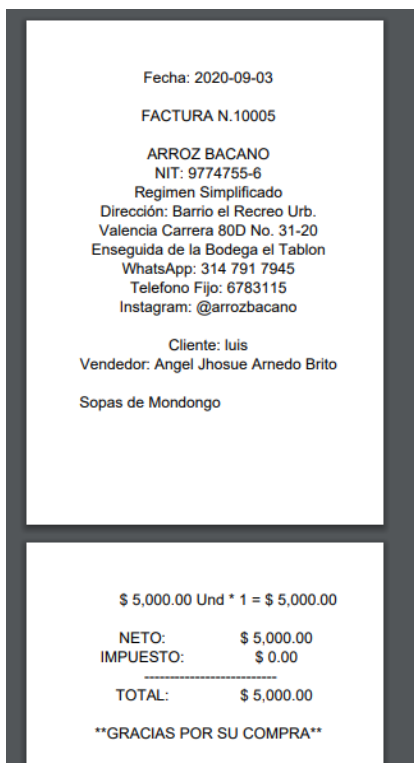 Fecha: 2020-09-03
FACTURA N.10005
ARROZ BACANO
NIT: 9774755-6
Regimen Simplificado
Dirección: Barrio el Recreo Urb.
Valencia Carrera 80D No. 31-20
Enseguida de la Bodega el Tablon
WhatsApp: 314 791 7945
Telefono Fijo: 6783115
Instagram: @arrozbacano
Cliente: luis
Vendedor: Angel Jhosue Arnedo Brito
Sopas de Mondongo
$ 5,000.00 Und * 1 = $ 5,000.00
NETO: $ 5,000.00
IMPUESTO: $ 0.00
--------------------------
TOTAL: $ 5,000.00
**GRACIAS POR SU COMPRA**